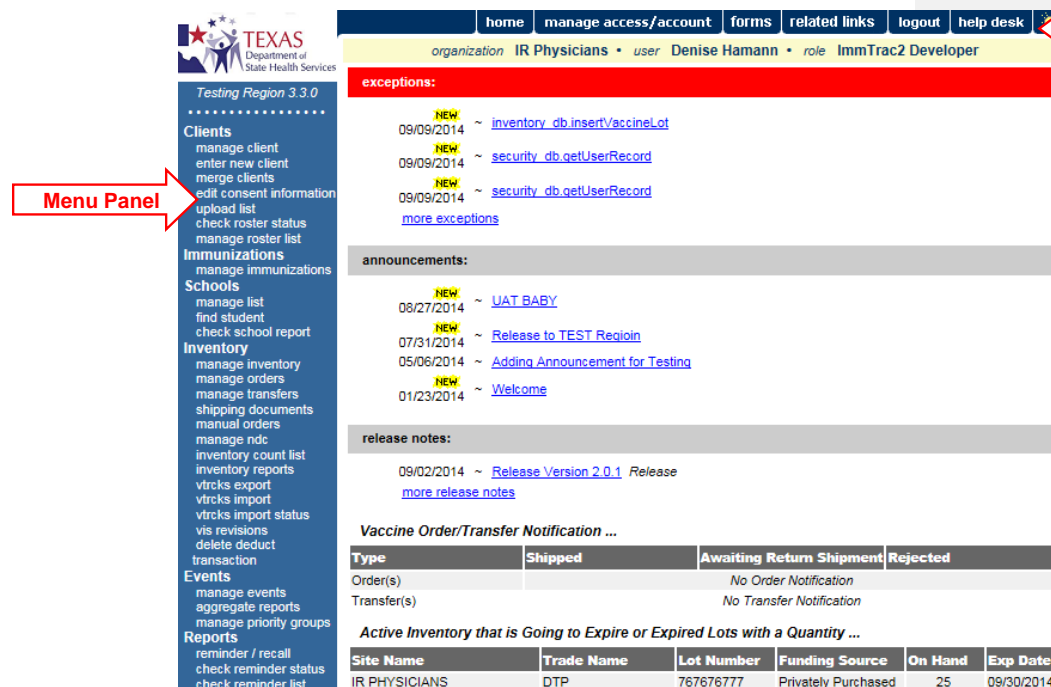 home manage access/account forms related links logout help desk
TEXAS
Department of
State Health Services
organization IR Physicians • user Denise Hamann • role ImmTrac2 Developer
Testing Region 3.3.0
Clients
manage client
enter new client
merge clients
edit consent information
upload list
check roster status
manage roster list
Immunizations
manage immunizations
Schools
manage list
find student
check school report
Inventory
manage inventory
manage orders
manage transfers
shipping documents
manual orders
manage ndc
inventory count list
inventory reports
vtrcks export
vtrcks import
vtrcks import status
vis revisions
delete deduct
transaction
Events
manage events
aggregate reports
manage priority groups
Reports
reminder / recall
check reminder status
check reminder list
Menu Panel
exceptions:
NEW
09/09/2014 ~ inventory_db.insertVaccineLot
NEW
09/09/2014 ~ security_db.getUserRecord
NEW
09/09/2014 ~ security_db.getUserRecord
more exceptions
announcements:
NEW
08/27/2014 ~ UAT BABY
NEW
07/31/2014 ~ Release to TEST Regioin
05/06/2014 ~ Adding Announcement for Testing
NEW
01/23/2014 ~ Welcome
release notes:
09/02/2014 ~ Release Version 2.0.1 Release
more release notes
Vaccine Order/Transfer Notification ...
Type Shipped Awaiting Return Shipment Rejected
Order(s) No Order Notification
Transfer(s) No Transfer Notification
Active Inventory that is Going to Expire or Expired Lots with a Quantity ...
Site Name Trade Name Lot Number Funding Source On Hand Exp Date
IR PHYSICIANS DTP 767676777 Privately Purchased 25 09/30/2014